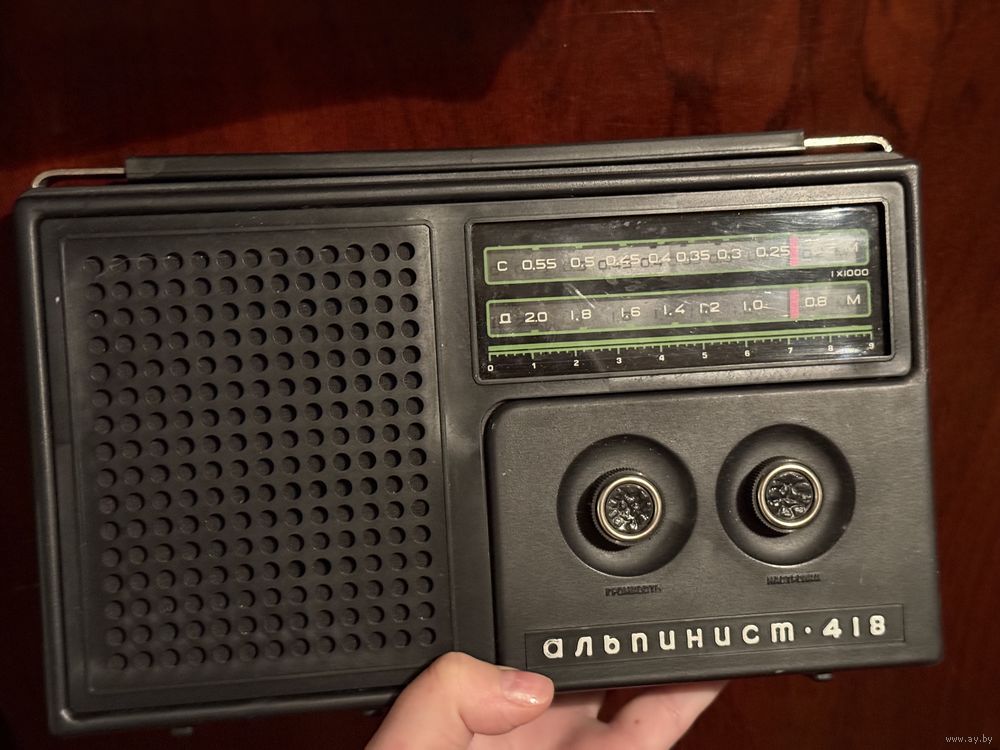 С 0.55 0.5 0.45 0.4 0.35 0.3 0.25 М
1X1000
Д 2.0 1.8 1.6 1.4 1.2 1.0 0.8 М
0 1 2 3 4 5 6 7 8 9
ГРОМКОСТЬ
НАСТРОЙКА
альпинист · 418
www.ay.by